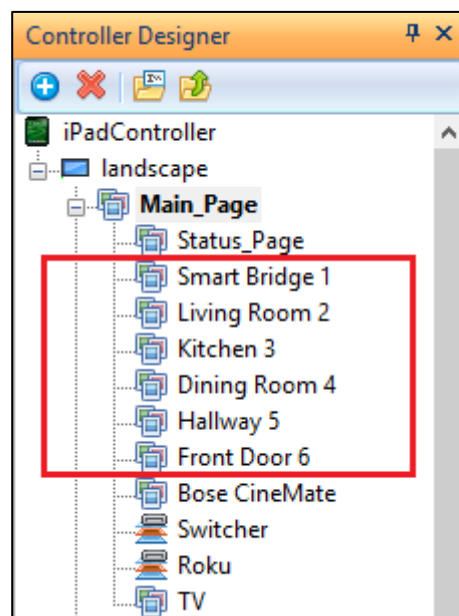 Controller Designer
iPadController
landscape
Main_Page
Status_Page
Smart Bridge 1
Living Room 2
Kitchen 3
Dining Room 4
Hallway 5
Front Door 6
Bose CineMate
Switcher
Roku
TV